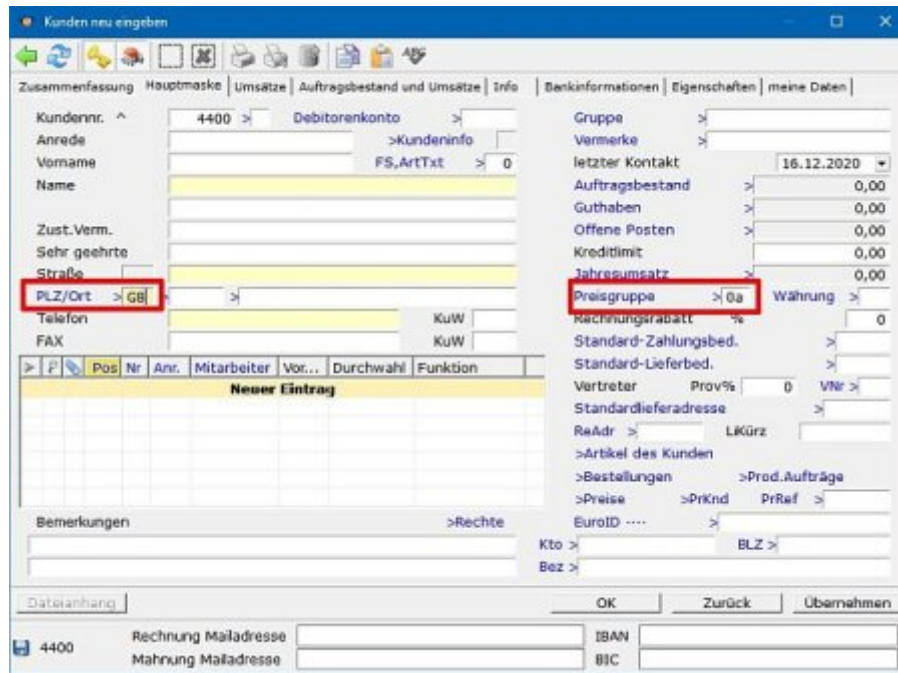 Kunden neu eingeben
Zusammenfassung Hauptmaske Umsätze Auftragsbestand und Umsätze Info Bankinformationen Eigenschaften meine Daten
Kundennr. ^ 4400 > Debitorenkonto >
Anrede >Kundeninfo
Vorname FS,ArtTxt > 0
Name
Zust.Verm.
Sehr geehrte
Straße
PLZ/Ort > GB > >
Telefon KuW
FAX KuW
> Pos Nr Anr. Mitarbeiter Vor... Durchwahl Funktion
Neuer Eintrag
Bemerkungen >Rechte
Gruppe >
Vermerke >
letzter Kontakt 16.12.2020
Auftragsbestand > 0,00
Guthaben > 0,00
Offene Posten > 0,00
Kreditlimit 0,00
Jahresumsatz > 0,00
Preisgruppe > 0a Währung >
Rechnungsrabatt % 0
Standard-Zahlungsbed. >
Standard-Lieferbed. >
Vertreter Prov% 0 VNr >
Standardlieferadresse >
ReAdr > LiKürz
>Artikel des Kunden
>Bestellungen >Prod.Aufträge
>Preise >PrKnd PrRef >
EuroID ---- >
Kto > BLZ >
Bez >
Dateianhang OK Zurück Übernehmen
4400 Rechnung Mailadresse IBAN
Mahnung Mailadresse BIC